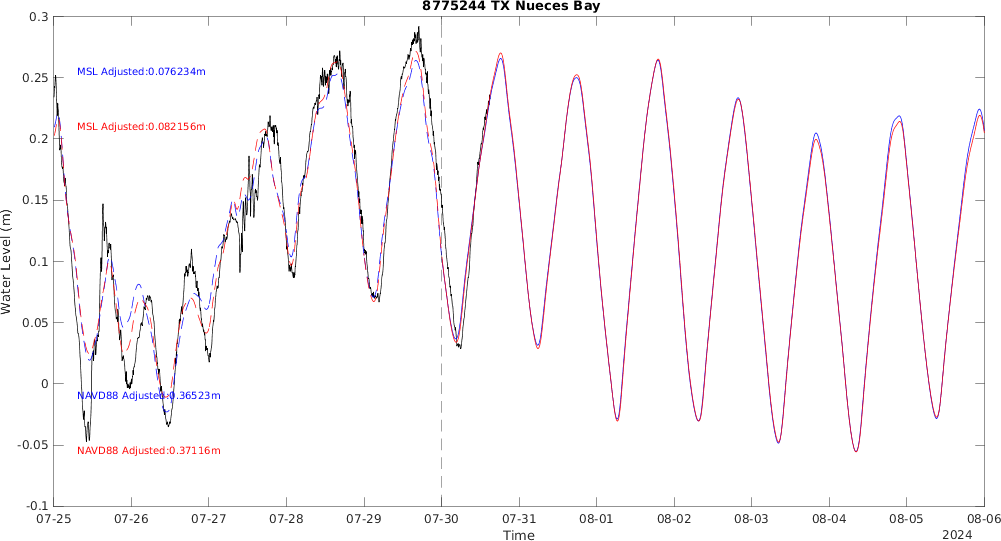 8775244 TX Nueces Bay
0.3
0.25
0.2
0.15
0.1
0.05
0
-0.05
-0.1
Water Level (m)
MSL Adjusted:0.076234m
MSL Adjusted:0.082156m
NAVD88 Adjusted:0.36523m
NAVD88 Adjusted:0.37116m
07-25 07-26 07-27 07-28 07-29 07-30 07-31 08-01 08-02 08-03 08-04 08-05 08-06
Time
2024